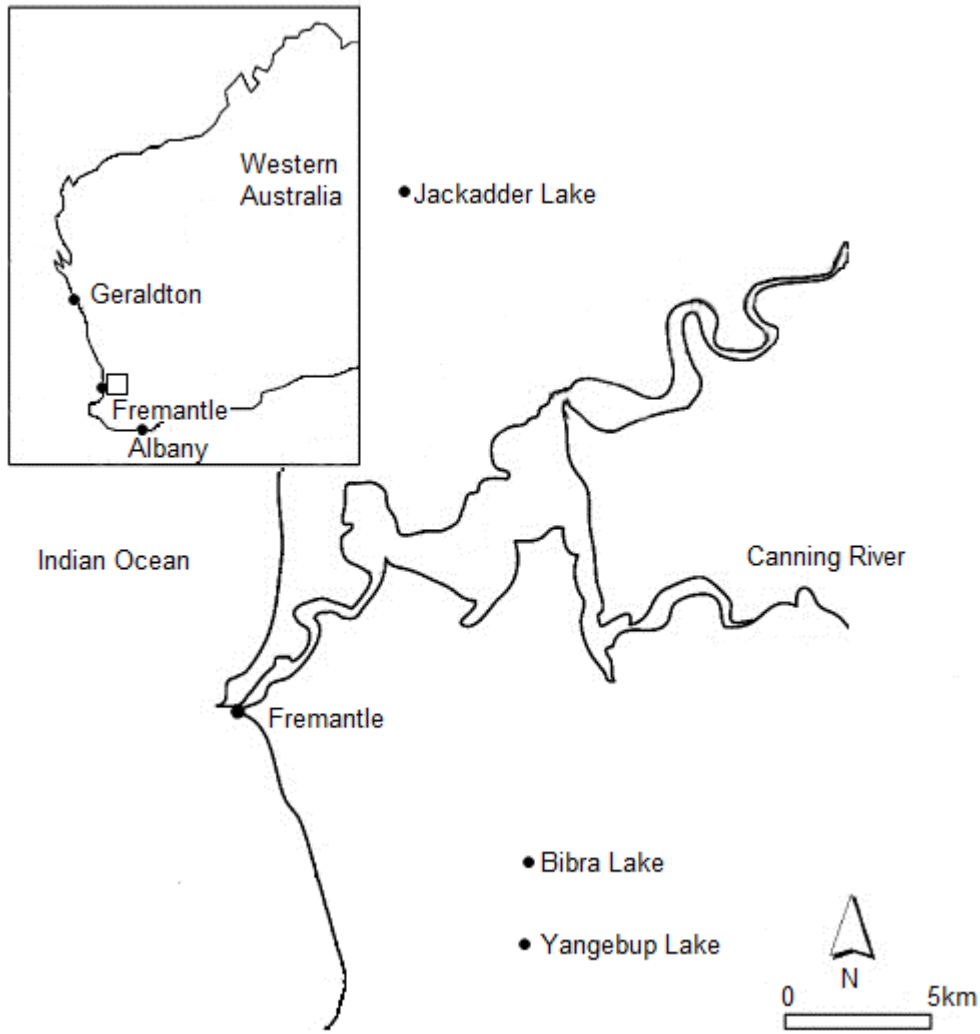 Western
Australia
Jackadder Lake
Geraldton
Fremantle
Albany
Indian Ocean
Canning River
Fremantle
Bibra Lake
Yangebup Lake
N
0 5km